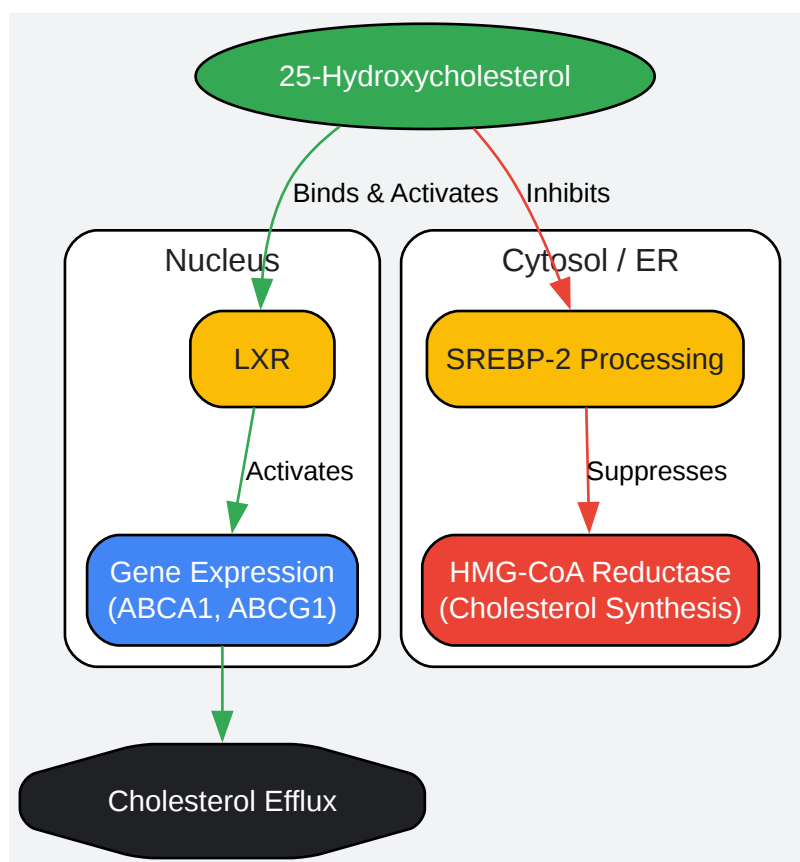 25-Hydroxycholesterol
Binds & Activates
Inhibits
Nucleus
Cytosol / ER
LXR
SREBP-2 Processing
Activates
Suppresses
Gene Expression
(ABCA1, ABCG1)
HMG-CoA Reductase
(Cholesterol Synthesis)
Cholesterol Efflux